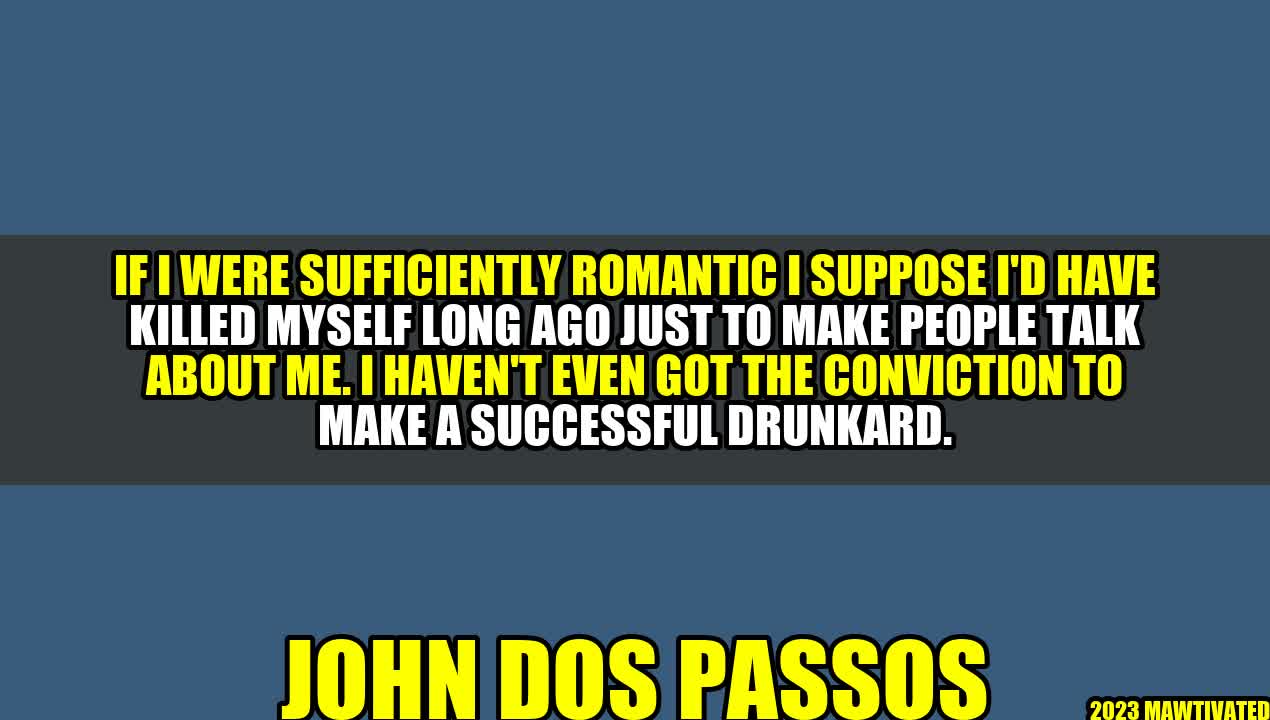 IF I WERE SUFFICIENTLY ROMANTIC I SUPPOSE I'D HAVE
KILLED MYSELF LONG AGO JUST TO MAKE PEOPLE TALK
ABOUT ME. I HAVEN'T EVEN GOT THE CONVICTION TO
MAKE A SUCCESSFUL DRUNKARD.
JOHN DOS PASSOS
2023 MAWTIVATED